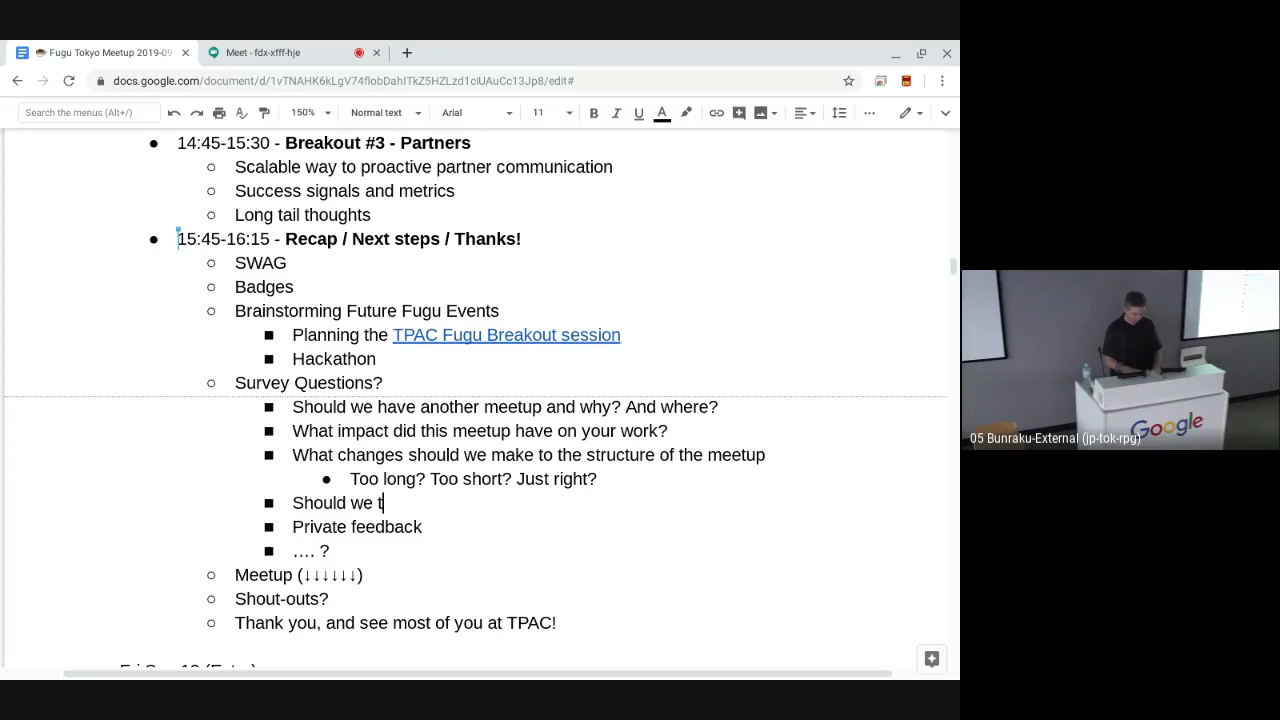 Fugu Tokyo Meetup 2019-09
Meet - fdx-xfff-hje
Search the menus (Alt+/)
150%
Normal text
Arial
11
B I U A
14:45-15:30 - Breakout #3 - Partners
Scalable way to proactive partner communication
Success signals and metrics
Long tail thoughts
15:45-16:15 - Recap / Next steps / Thanks!
SWAG
Badges
Brainstorming Future Fugu Events
Planning the TPAC Fugu Breakout session
Hackathon
Survey Questions?
Should we have another meetup and why? And where?
What impact did this meetup have on your work?
What changes should we make to the structure of the meetup
Too long? Too short? Just right?
Should we t
Private feedback
.... ?
Meetup (↓↓↓↓↓↓)
Shout-outs?
Thank you, and see most of you at TPAC!
Google
05 Bunraku-External (jp-tok-rpg)